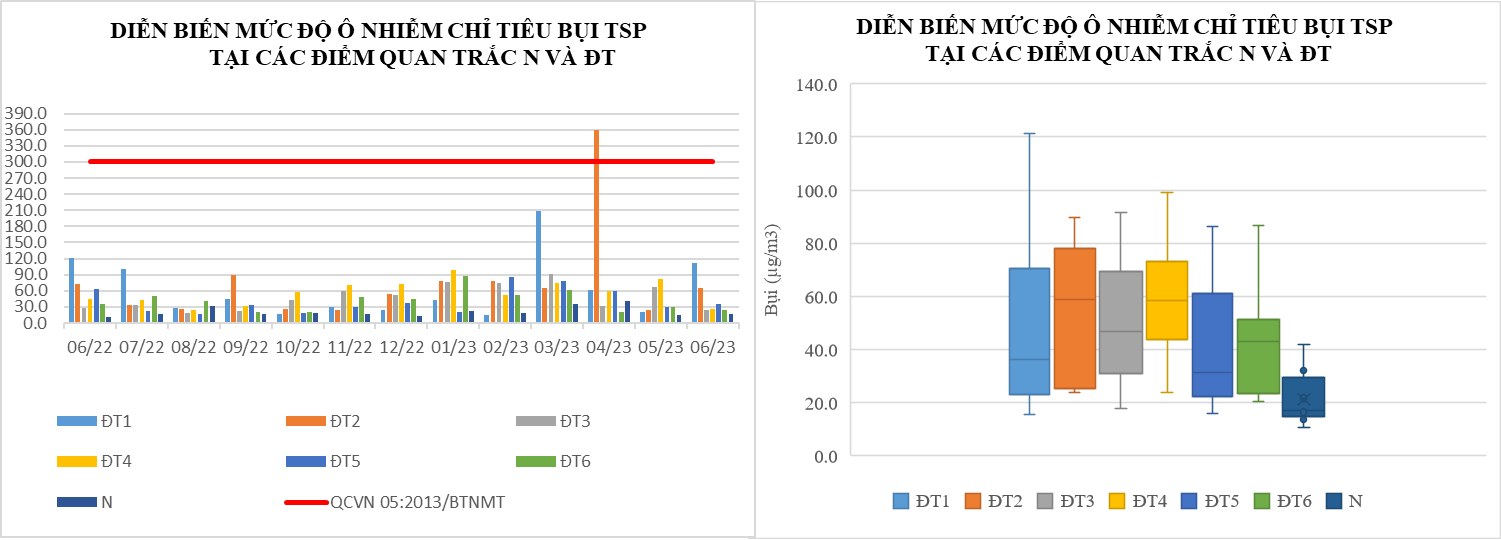 DIỄN BIẾN MỨC ĐỘ Ô NHIỄM CHỈ TIÊU BỤI TSP
TẠI CÁC ĐIỂM QUAN TRẮC N VÀ ĐT
390.0
360.0
330.0
300.0
270.0
240.0
210.0
180.0
150.0
120.0
90.0
60.0
30.0
0.0
06/22 07/22 08/22 09/22 10/22 11/22 12/22 01/23 02/23 03/23 04/23 05/23 06/23
ĐT1 ĐT2 ĐT3
ĐT4 ĐT5 ĐT6
N QCVN 05:2013/BTNMT
DIỄN BIẾN MỨC ĐỘ Ô NHIỄM CHỈ TIÊU BỤI TSP
TẠI CÁC ĐIỂM QUAN TRẮC N VÀ ĐT
Bụi (µg/m3)
140.0
120.0
100.0
80.0
60.0
40.0
20.0
0.0
ĐT1 ĐT2 ĐT3 ĐT4 ĐT5 ĐT6 N